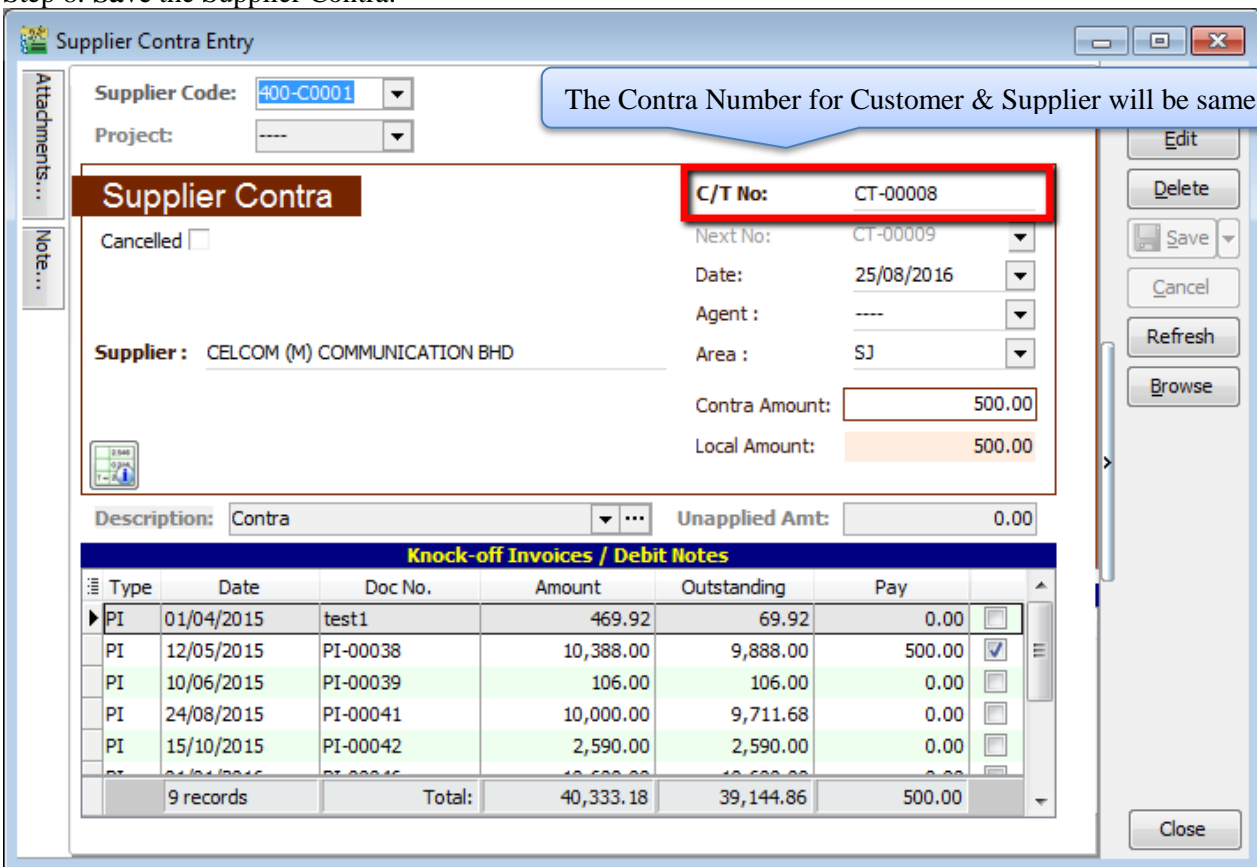 Step 8: Save the Supplier Contra.
Supplier Contra Entry
Attachments...
Note...
Supplier Code: 400-C0001
Project: ----
The Contra Number for Customer & Supplier will be same
Supplier Contra
Cancelled
Supplier : CELCOM (M) COMMUNICATION BHD
C/T No: CT-00008
Next No: CT-00009
Date: 25/08/2016
Agent : ----
Area : SJ
Contra Amount: 500.00
Local Amount: 500.00
Description: Contra Unapplied Amt: 0.00
Knock-off Invoices / Debit Notes
Type Date Doc No. Amount Outstanding Pay
PI 01/04/2015 test1 469.92 69.92 0.00
PI 12/05/2015 PI-00038 10,388.00 9,888.00 500.00
PI 10/06/2015 PI-00039 106.00 106.00 0.00
PI 24/08/2015 PI-00041 10,000.00 9,711.68 0.00
PI 15/10/2015 PI-00042 2,590.00 2,590.00 0.00
9 records Total: 40,333.18 39,144.86 500.00
Edit
Delete
Save
Cancel
Refresh
Browse
>
Close